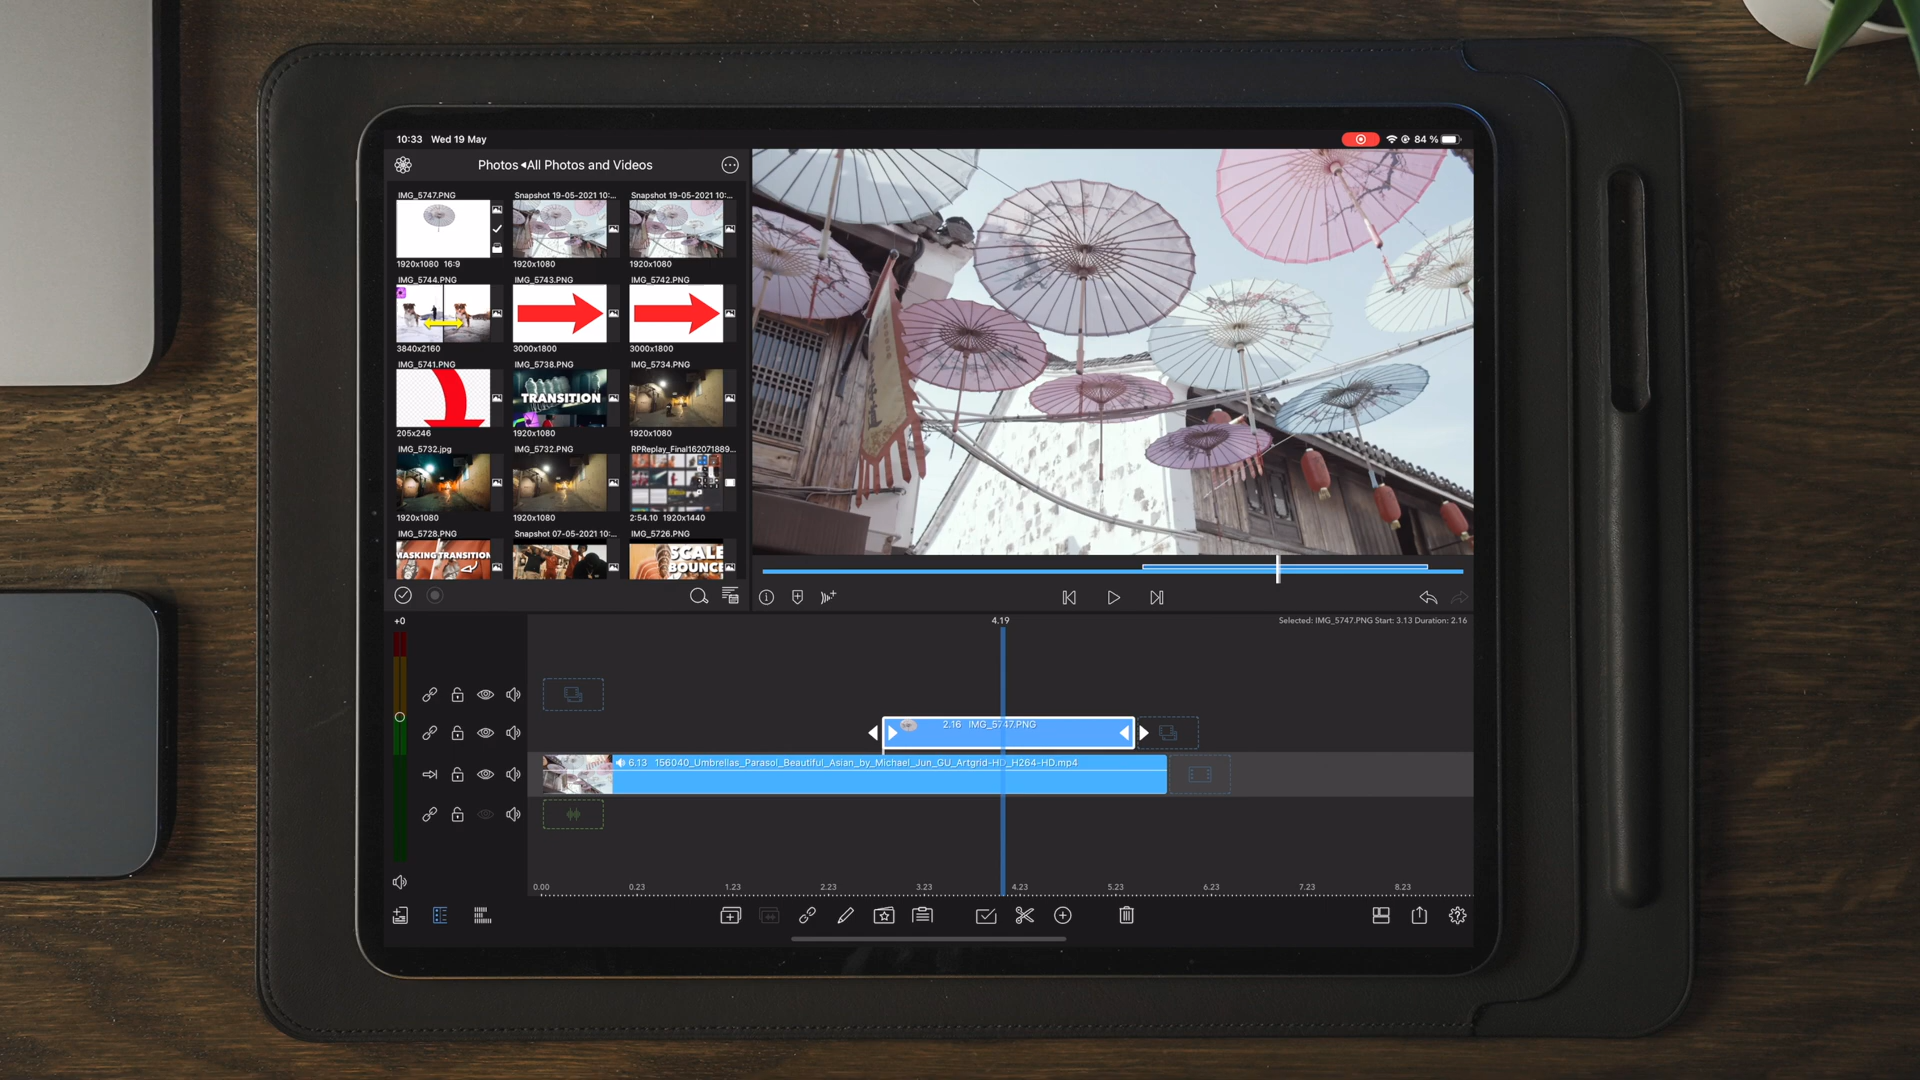 10:33 Wed 19 May
84 %
Photos ◂All Photos and Videos
IMG_5747.PNG
Snapshot 19-05-2021 10:...
Snapshot 19-05-2021 10:...
1920x1080 16:9
1920x1080
1920x1080
IMG_5744.PNG
IMG_5743.PNG
IMG_5742.PNG
3840x2160
3000x1800
3000x1800
IMG_5741.PNG
IMG_5738.PNG
IMG_5734.PNG
TRANSITION
205x246
1920x1080
1920x1080
IMG_5732.jpg
IMG_5732.PNG
RPReplay_Final162071889...
1920x1080
1920x1080
2:54.10 1920x1440
IMG_5728.PNG
Snapshot 07-05-2021 10:...
IMG_5726.PNG
MASKING TRANSITION
SCALE
BOUNCE
+0
4.19
Selected: IMG_5747.PNG Start: 3.13 Duration: 2.16
2.16 IMG_5747.PNG
6.13 156040_Umbrellas_Parasol_Beautiful_Asian_by_Michael_Jun_GU_Artgrid-HD_H264-HD.mp4
0.00 0.23 1.23 2.23 3.23 4.23 5.23 6.23 7.23 8.23